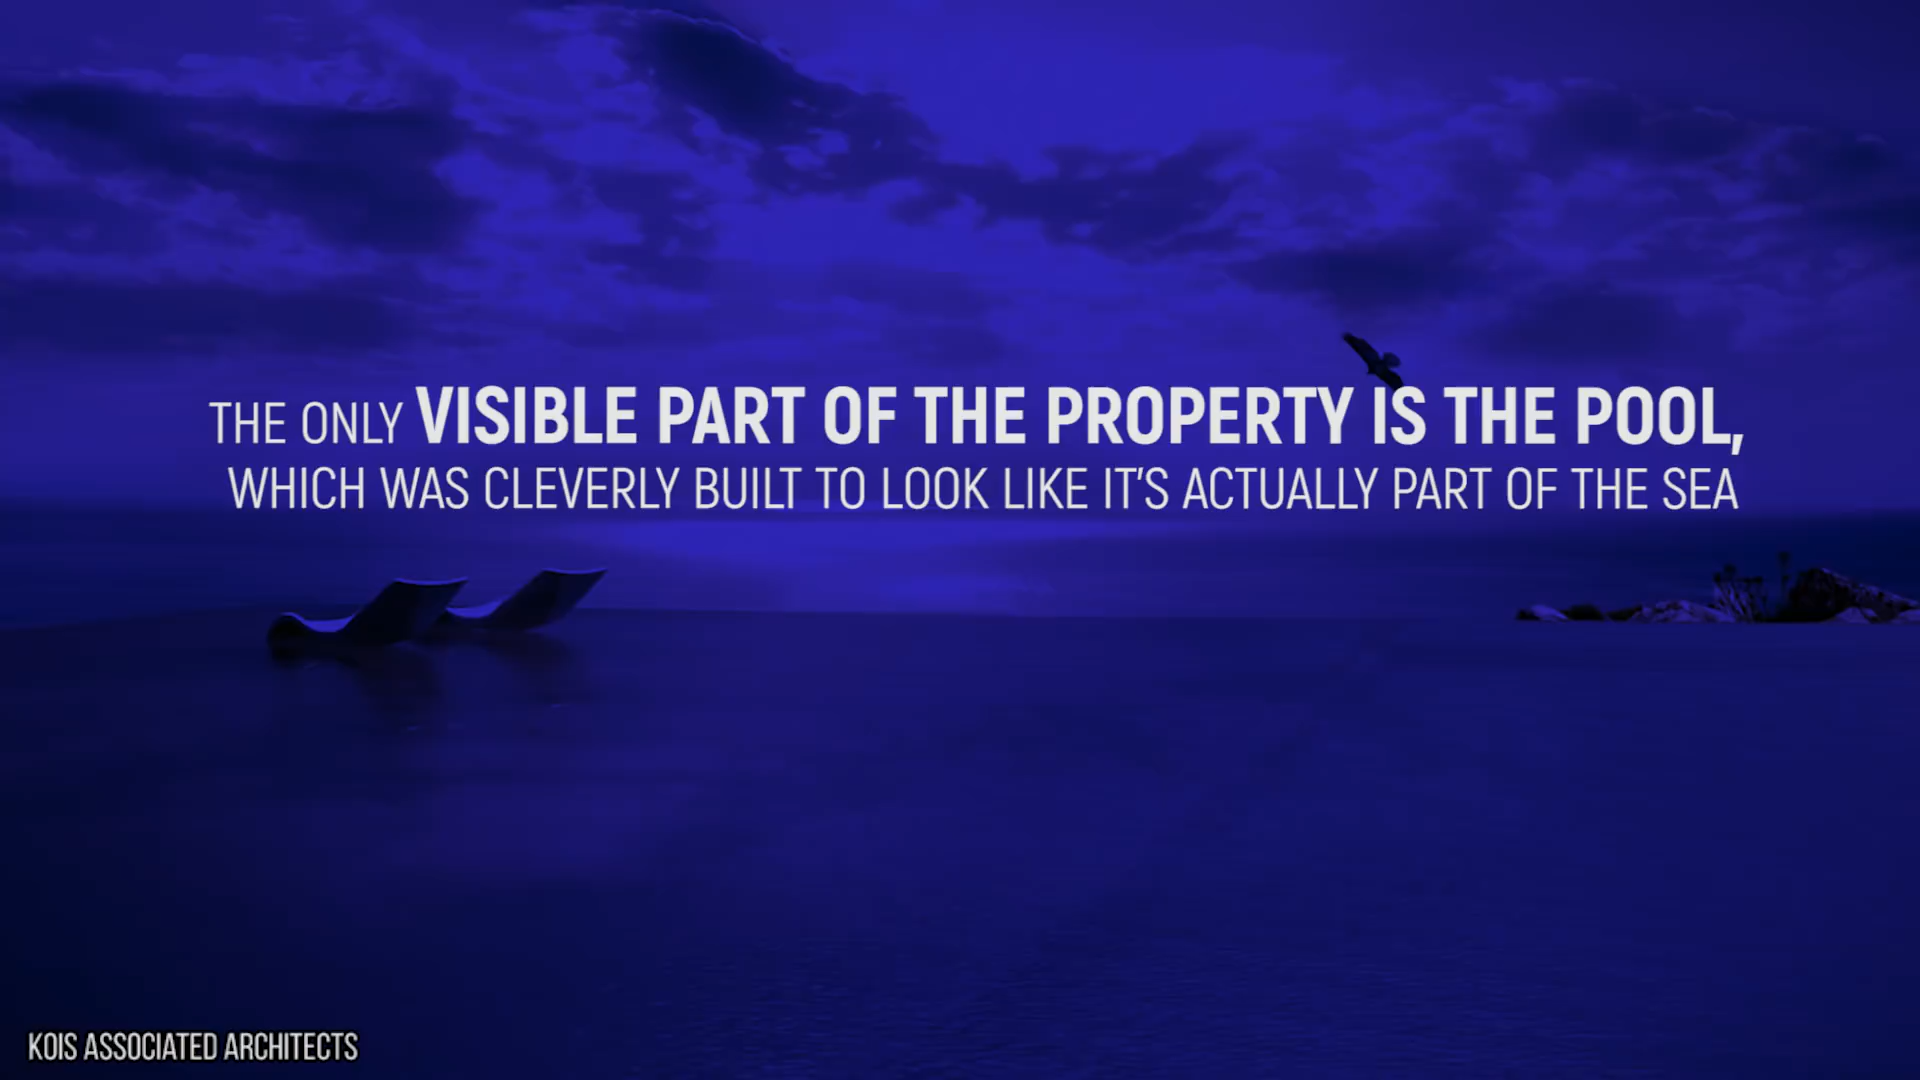 THE ONLY VISIBLE PART OF THE PROPERTY IS THE POOL,
WHICH WAS CLEVERLY BUILT TO LOOK LIKE IT'S ACTUALLY PART OF THE SEA
KOIS ASSOCIATED ARCHITECTS